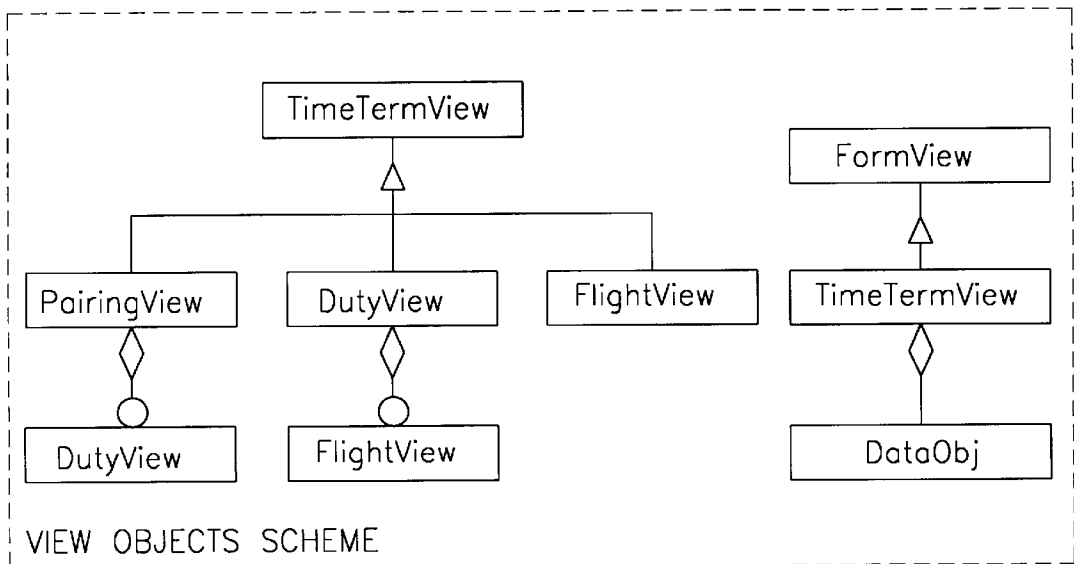 TimeTermView
FormView
PairingView
DutyView
FlightView
TimeTermView
DutyView
FlightView
DataObj
VIEW OBJECTS SCHEME